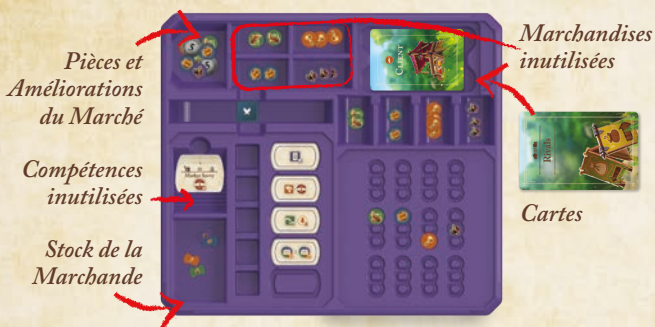 Pièces et
Améliorations
du Marché
Compétences
inutilisées
Stock de la
Marchande
Marchandises
inutilisées
CLIENT
Cartes